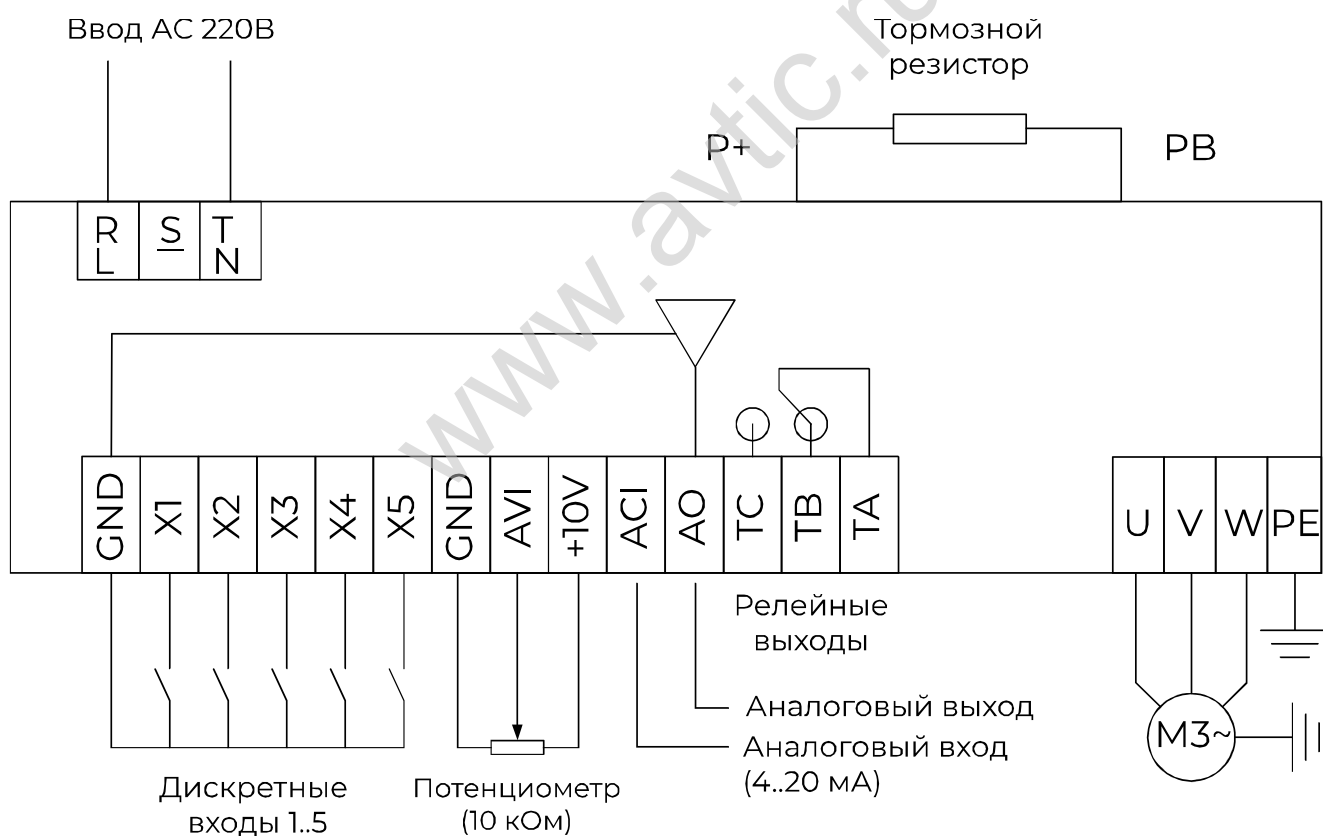 Ввод AC 220В
Тормозной
резистор
P+
PB
R
L
S
T
N
GND
X1
X2
X3
X4
X5
GND
AVI
+10V
ACI
AO
TC
TB
TA
U
V
W
PE
Релейные
выходы
Аналоговый выход
Аналоговый вход
(4..20 мА)
M3~
Дискретные
входы 1..5
Потенциометр
(10 кОм)
www.avtic.ru